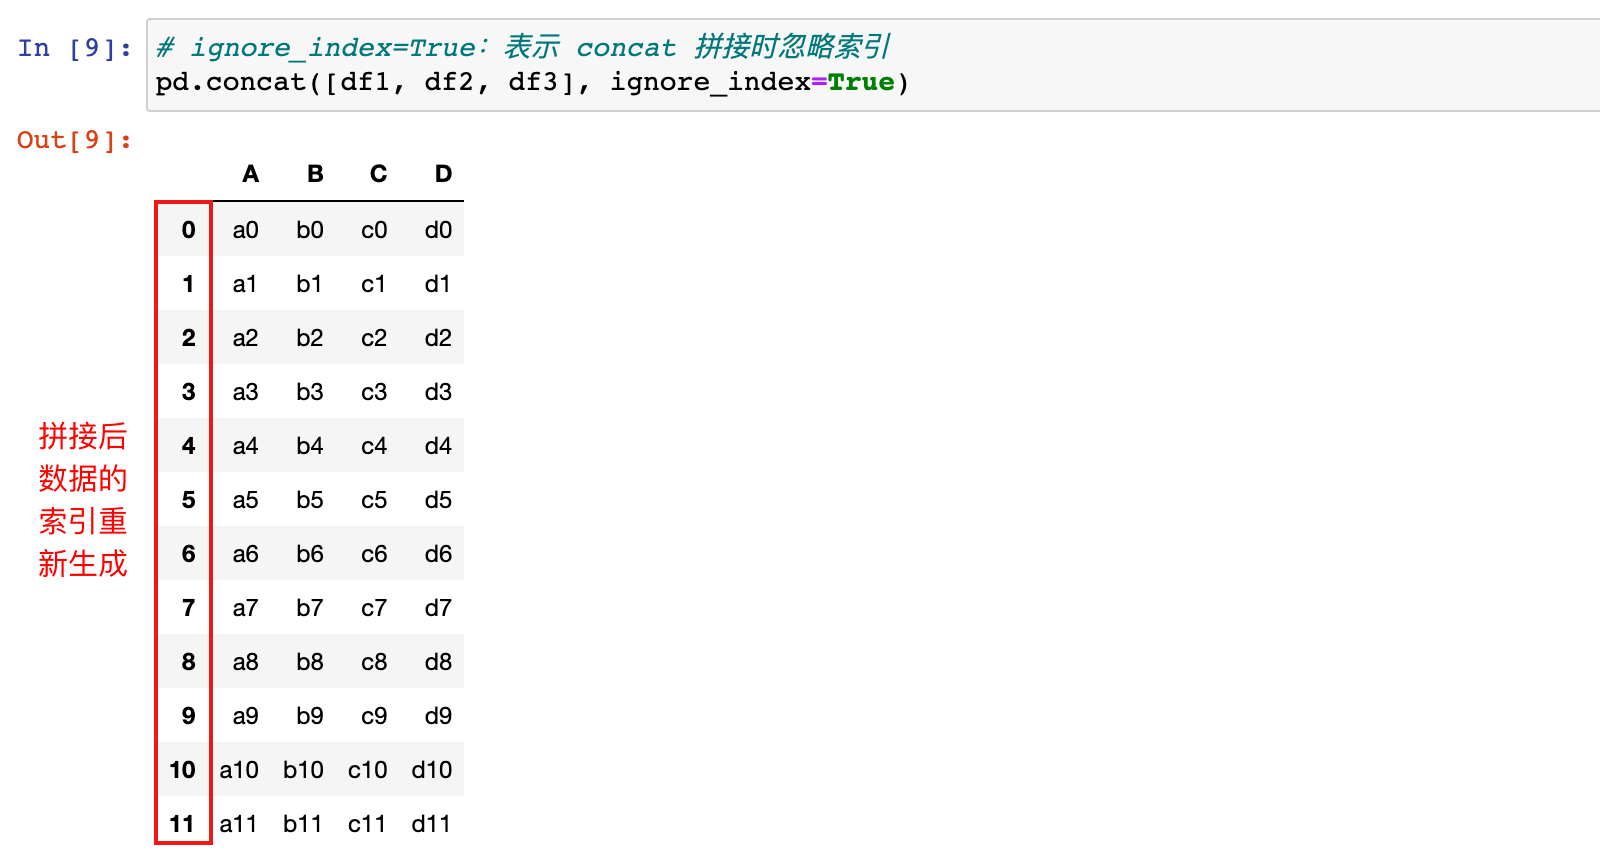 In [9]: # ignore_index=True: 表示 concat 拼接时忽略索引
pd.concat([df1, df2, df3], ignore_index=True)
Out[9]:
A B C D
0 a0 b0 c0 d0
1 a1 b1 c1 d1
2 a2 b2 c2 d2
3 a3 b3 c3 d3
4 a4 b4 c4 d4
5 a5 b5 c5 d5
6 a6 b6 c6 d6
7 a7 b7 c7 d7
8 a8 b8 c8 d8
9 a9 b9 c9 d9
10 a10 b10 c10 d10
11 a11 b11 c11 d11
拼接后
数据的
索引重
新生成